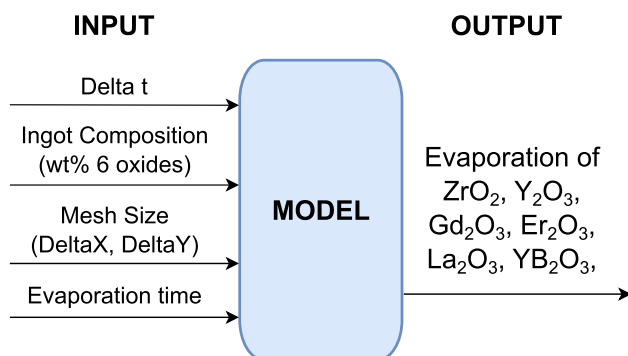 INPUT
OUTPUT
Delta t
Ingot Composition
(wt% 6 oxides)
Mesh Size
(DeltaX, DeltaY)
Evaporation time
MODEL
Evaporation of
ZrO₂, Y₂O₃,
Gd₂O₃, Er₂O₃,
La₂O₃, YB₂O₃,